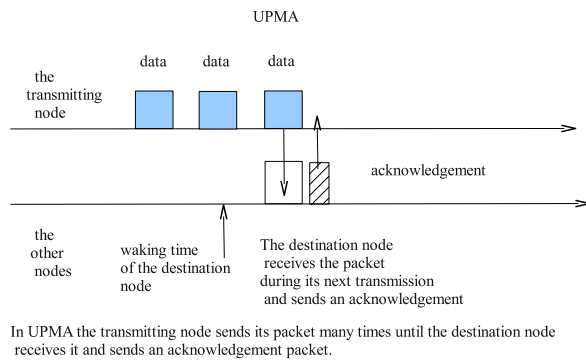 UPMA
data
data
data
the
transmitting
node
acknowledgement
the
other
nodes
waking time
of the destination
node
The destination node
receives the packet
during its next transmission
and sends an acknowledgement
In UPMA the transmitting node sends its packet many times until the destination node
receives it and sends an acknowledgement packet.